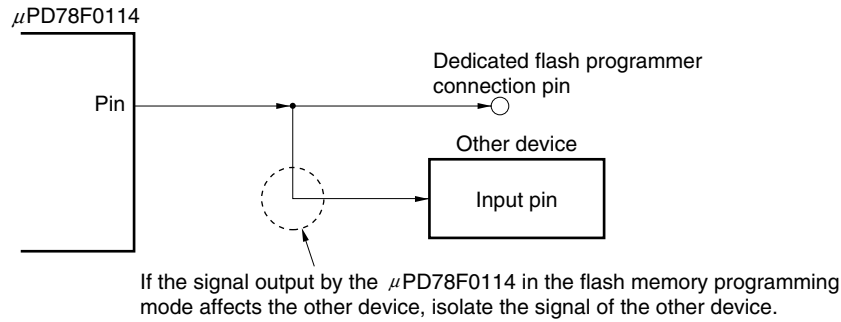 μPD78F0114
Pin
Dedicated flash programmer
connection pin
Other device
Input pin
If the signal output by the μPD78F0114 in the flash memory programming
mode affects the other device, isolate the signal of the other device.